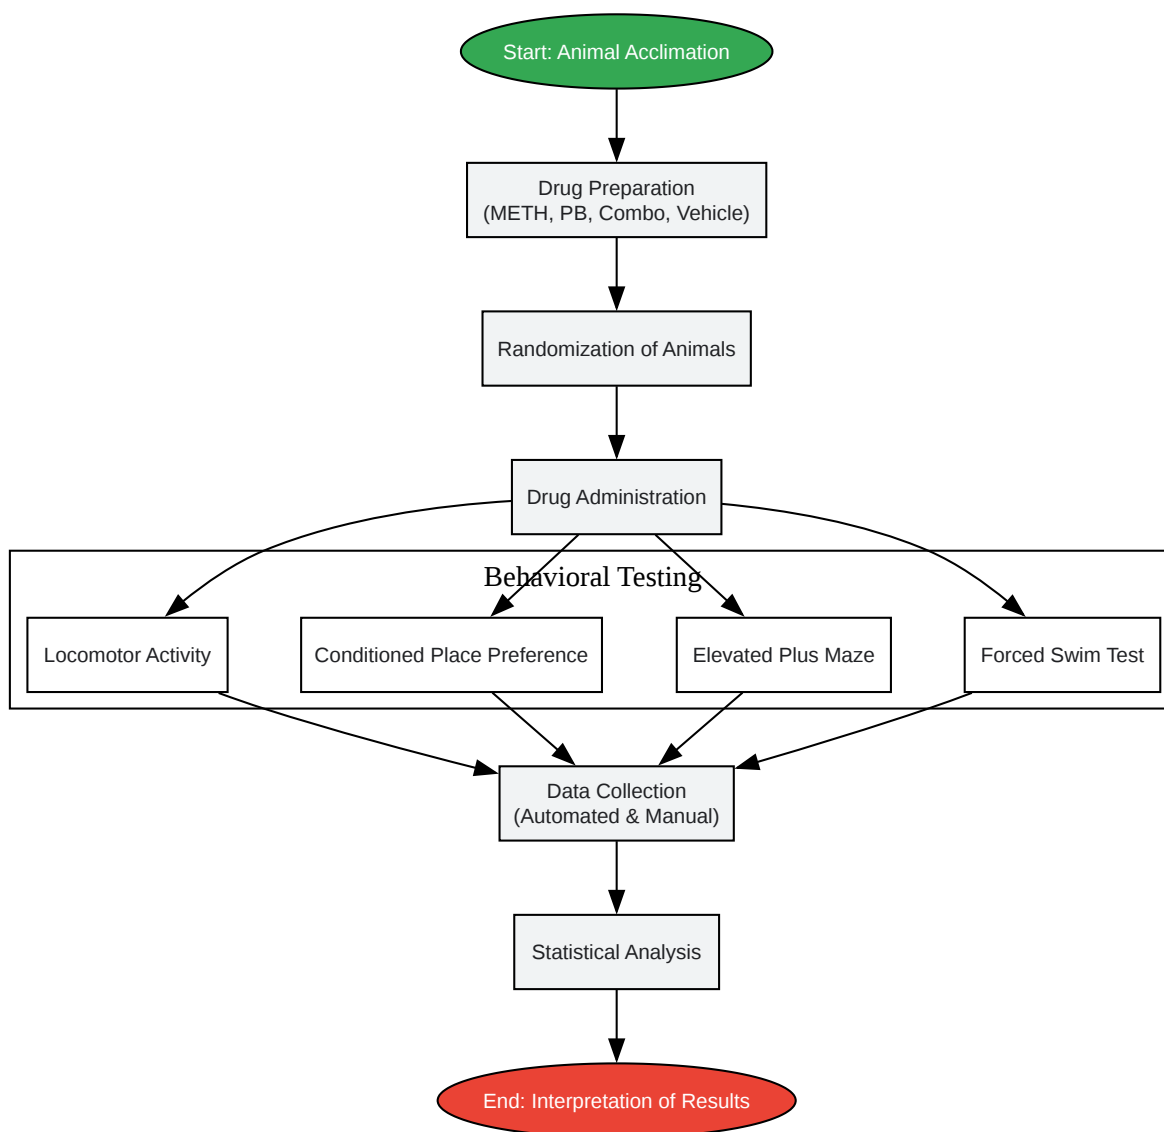 Start: Animal Acclimation
Drug Preparation
(METH, PB, Combo, Vehicle)
Randomization of Animals
Drug Administration
Behavioral Testing
Locomotor Activity
Conditioned Place Preference
Elevated Plus Maze
Forced Swim Test
Data Collection
(Automated & Manual)
Statistical Analysis
End: Interpretation of Results